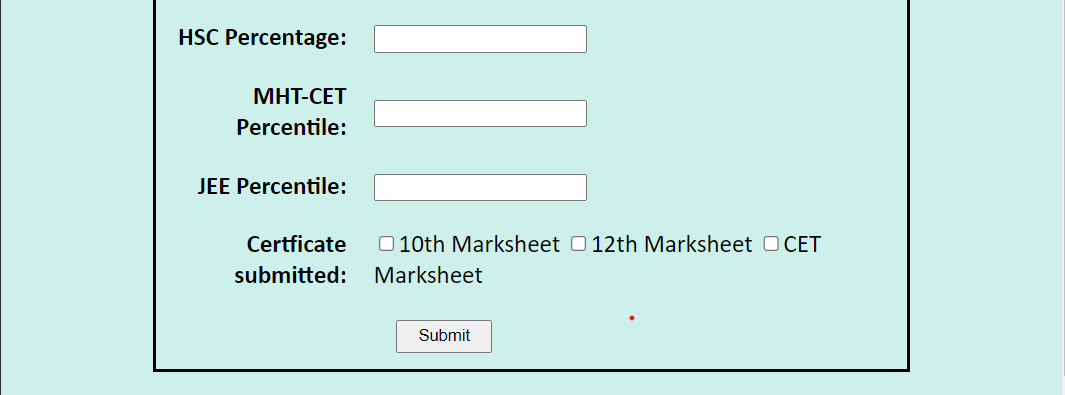 HSC Percentage:
MHT-CET
Percentile:
JEE Percentile:
Certficate
submitted:
10th Marksheet 12th Marksheet CET
Marksheet
Submit